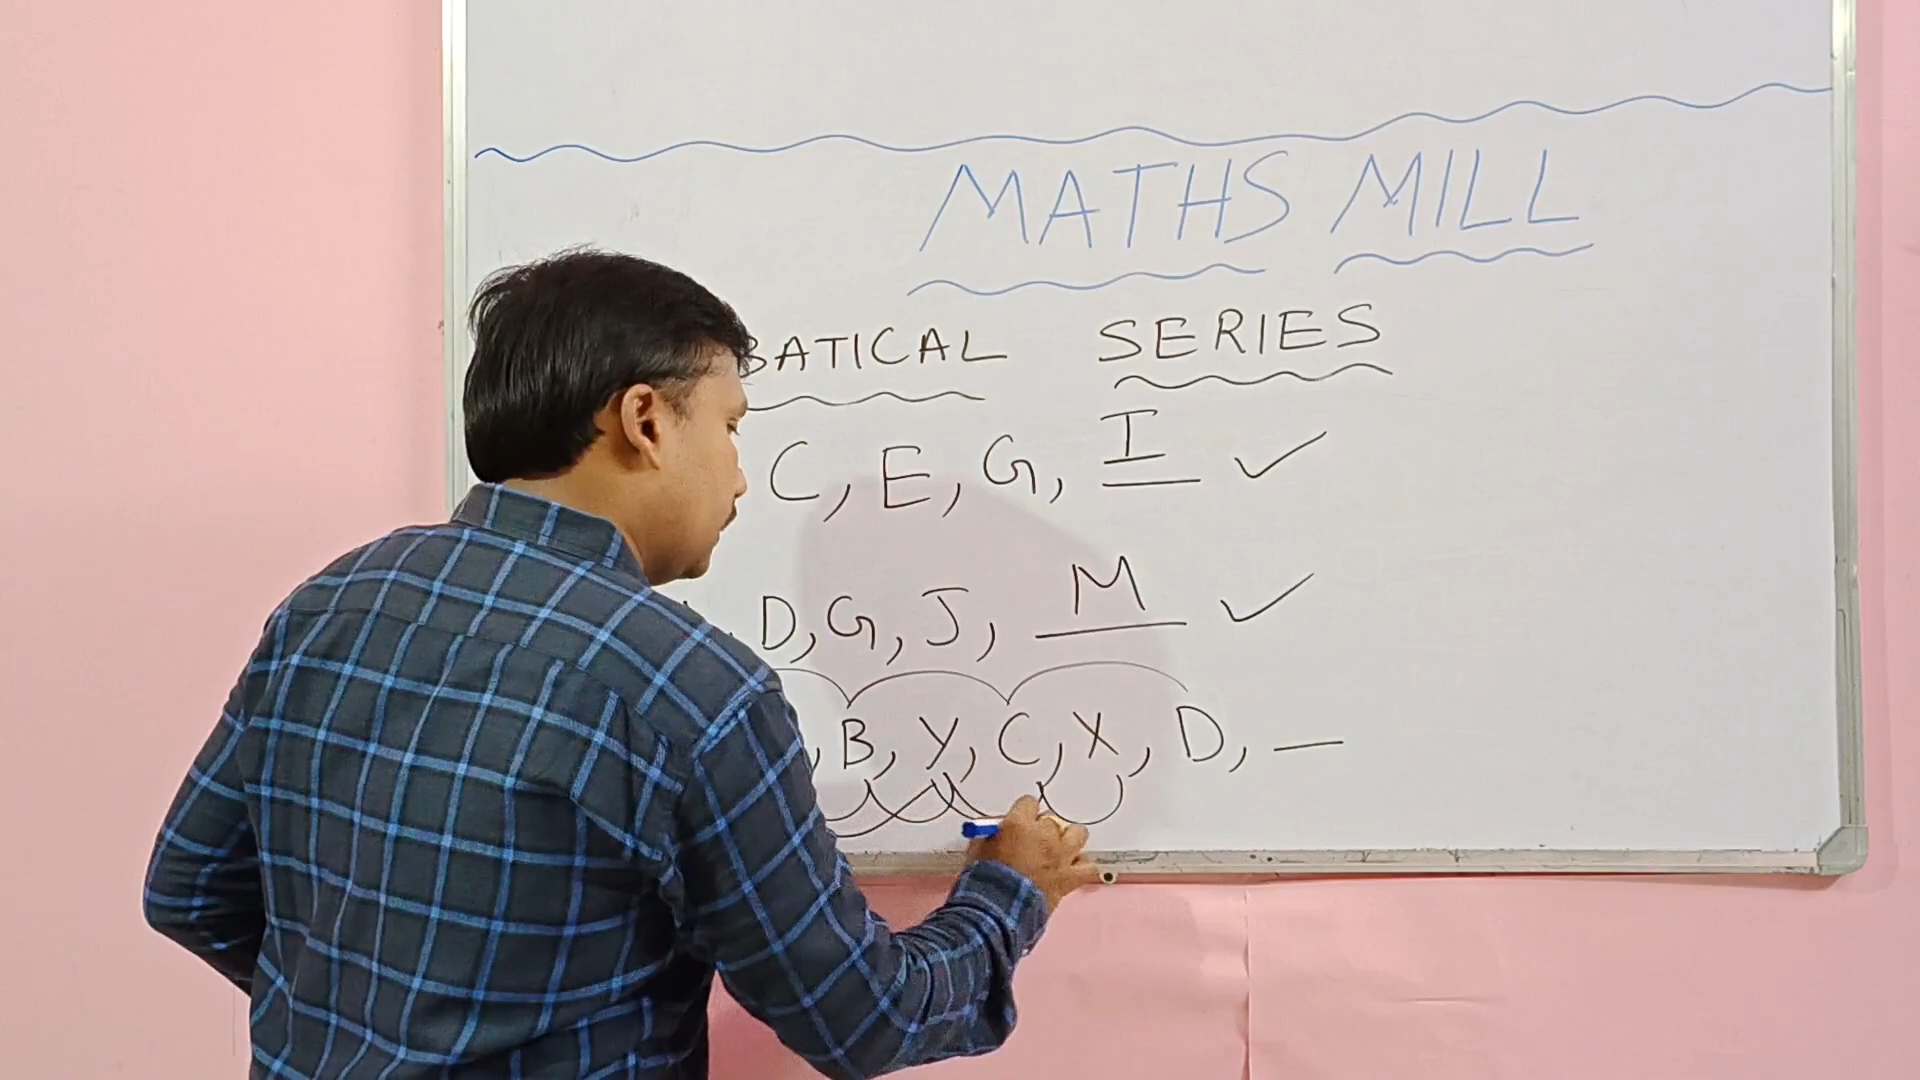 MATHS MILL
BATICAL SERIES
C, E, G, I ✓
D, G, J, M ✓
, B, Y, C, X, D, _